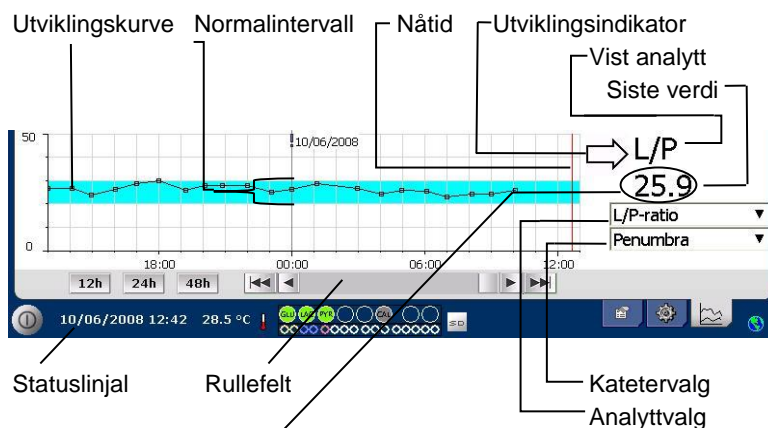 Utviklingskurve Normalintervall Nåtid Utviklingsindikator
Vist analytt
Siste verdi
50
10/06/2008
L/P
25.9
L/P-ratio
Penumbra
0
18:00 00:00 06:00 12:00
12h 24h 48h
10/06/2008 12:42 28.5 °C GLU LAC PYR CAL SD
Statuslinjal Rullefelt Katetervalg
Analyttvalg